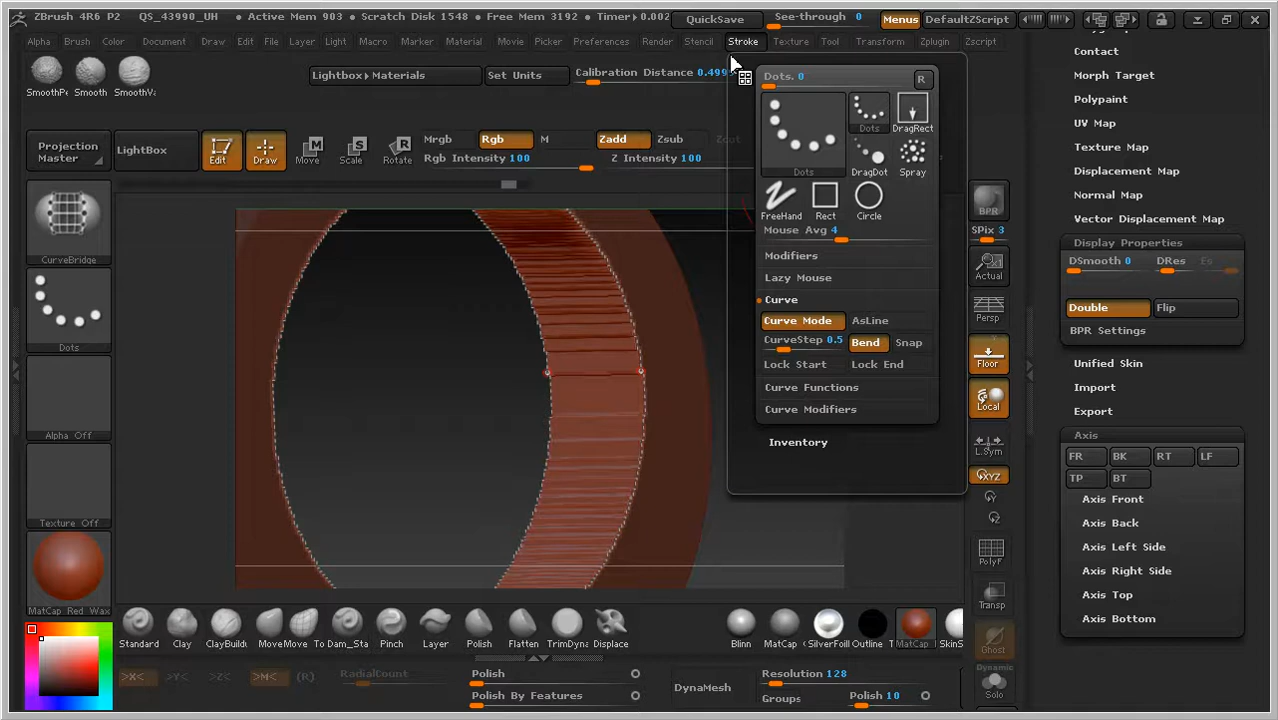 ZBrush 4R6 P2 QS_43990_UH • Active Mem 903 • Scratch Disk 1548 • Free Mem 3192 • Timer▸0.002 QuickSave See-through 0 Menus DefaultZScript
Alpha Brush Color Document Draw Edit File Layer Light Macro Marker Material Movie Picker Preferences Render Stencil Stroke Texture Tool Transform Zplugin Zscript
SmoothPe Smooth SmoothVa
Lightbox▸Materials Set Units Calibration Distance 0.499
Projection Master
LightBox
Edit Draw Move Scale Rotate
Mrgb Rgb M Zadd Zsub
Rgb Intensity 100 Z Intensity 100
CurveBridge
Dots
Alpha Off
Texture Off
MatCap Red Wax
Dots. 0 R
Dots Dots DragRect
DragDot Spray
FreeHand Rect Circle
Mouse Avg 4
Modifiers
Lazy Mouse
Curve
Curve Mode AsLine
CurveStep 0.5 Bend Snap
Lock Start Lock End
Curve Functions
Curve Modifiers
Inventory
BPR
SPix 3
Actual
Persp
Floor
Local
L.Sym
XYZ
PolyF
Transp
Ghost
Dynamic
Solo
Contact
Morph Target
Polypaint
UV Map
Texture Map
Displacement Map
Normal Map
Vector Displacement Map
Display Properties
DSmooth 0 DRes Es
Double Flip
BPR Settings
Unified Skin
Import
Export
Axis
FR BK RT LF
TP BT
Axis Front
Axis Back
Axis Left Side
Axis Right Side
Axis Top
Axis Bottom
Standard Clay ClayBuildu Move To Dam_Sta Pinch Layer Polish Flatten TrimDyna Displace
Blinn MatCap SilverFoil Outline MatCap SkinS
>X< >Y< >Z< >M< (R) RadialCount
Polish
Polish By Features
DynaMesh
Resolution 128
Groups Polish 10